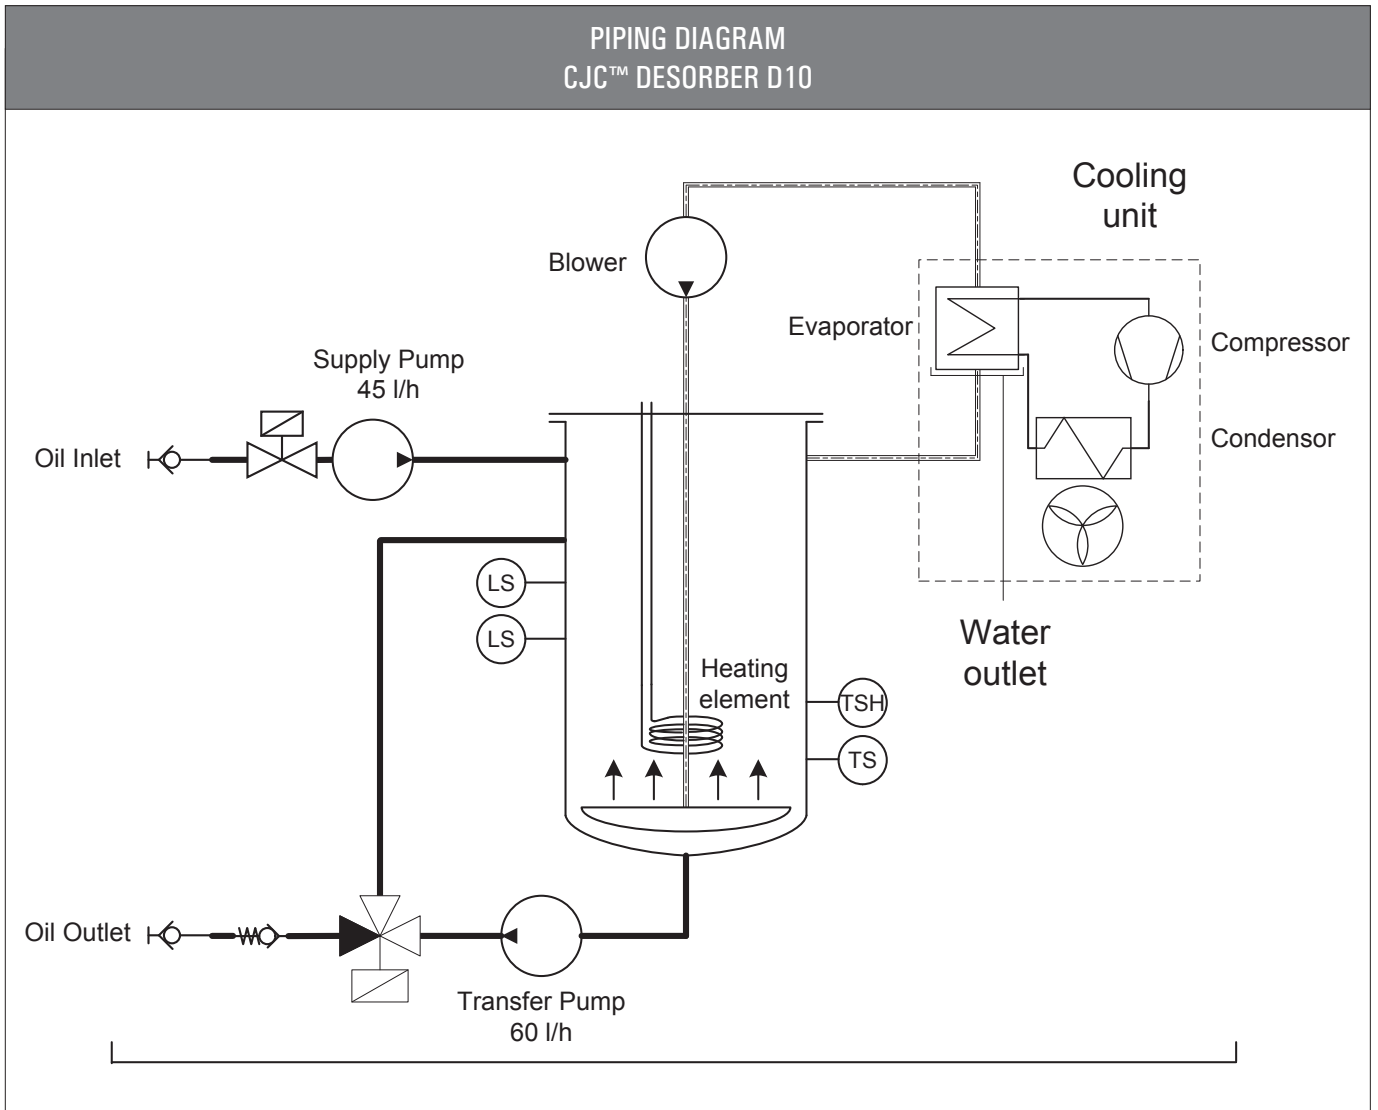 PIPING DIAGRAM
CJC™ DESORBER D10
Cooling
unit
Blower
Evaporator
Compressor
Supply Pump
45 l/h
Oil Inlet
Condensor
LS
LS
Water
outlet
Heating
element
TSH
TS
Oil Outlet
Transfer Pump
60 l/h